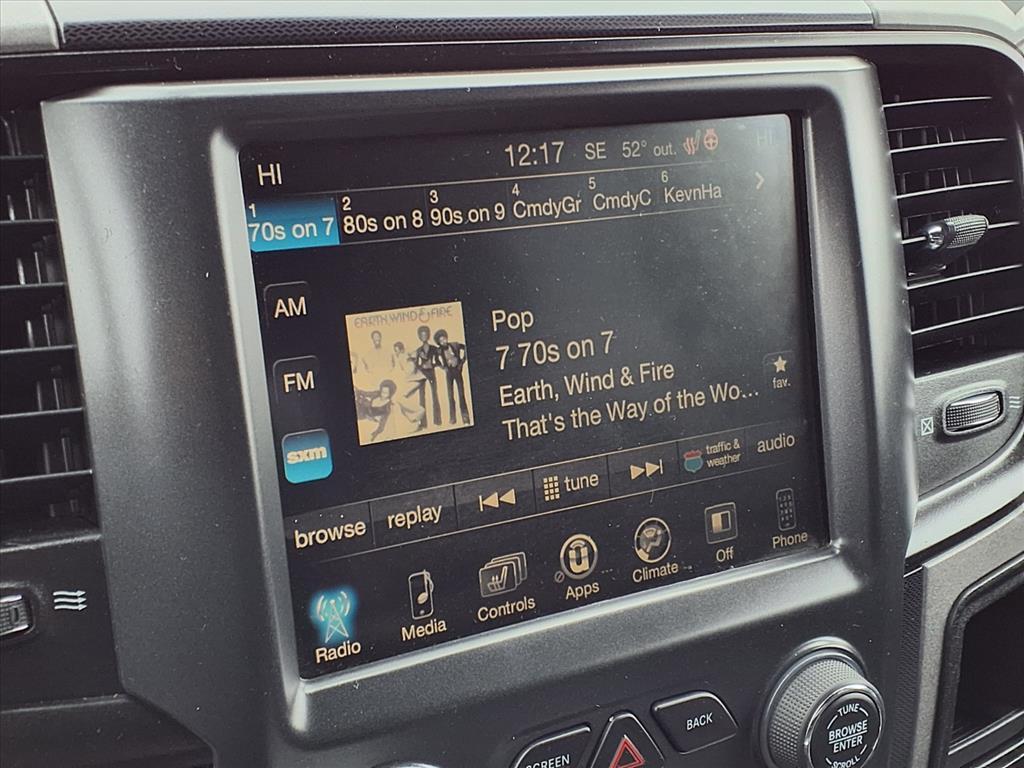 HI 12:17 SE 52° out. HI
1 70s on 7
2 80s on 8
3 90s on 9
4 CmdyGr
5 CmdyC
6 KevnHa
AM
FM
sxm
EARTH, WIND & FIRE
Pop
7 70s on 7
Earth, Wind & Fire
That's the Way of the Wo...
fav.
browse replay tune traffic & weather audio
Radio Media Controls Apps Climate Off Phone
SCREEN
BACK
TUNE
BROWSE
ENTER
SCROLL